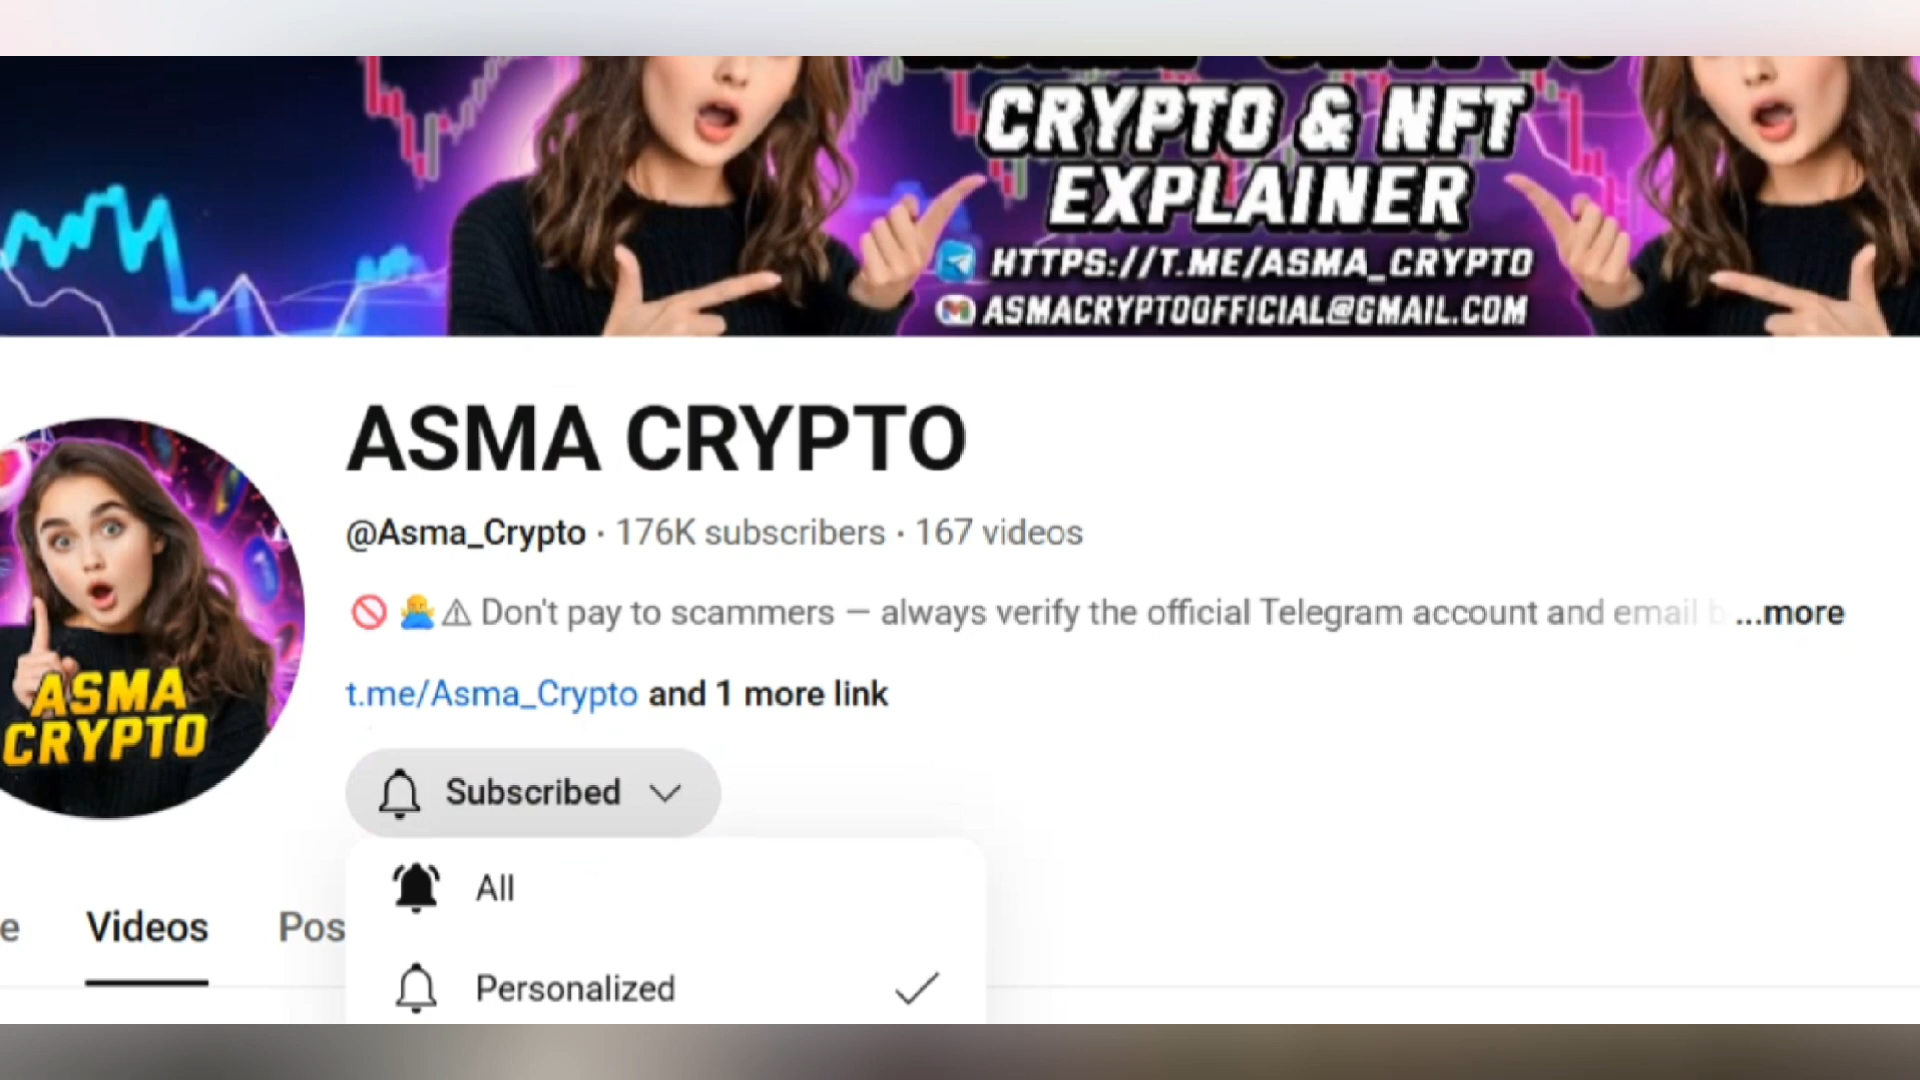 CRYPTO & NFT
EXPLAINER
HTTPS://T.ME/ASMA_CRYPTO
ASMACRYPTOOFFICIAL@GMAIL.COM
ASMA CRYPTO
@Asma_Crypto · 176K subscribers · 167 videos
🚫 🙇 ⚠ Don't pay to scammers — always verify the official Telegram account and email ...more
t.me/Asma_Crypto and 1 more link
ASMA
CRYPTO
Subscribed
All
Videos
Personalized